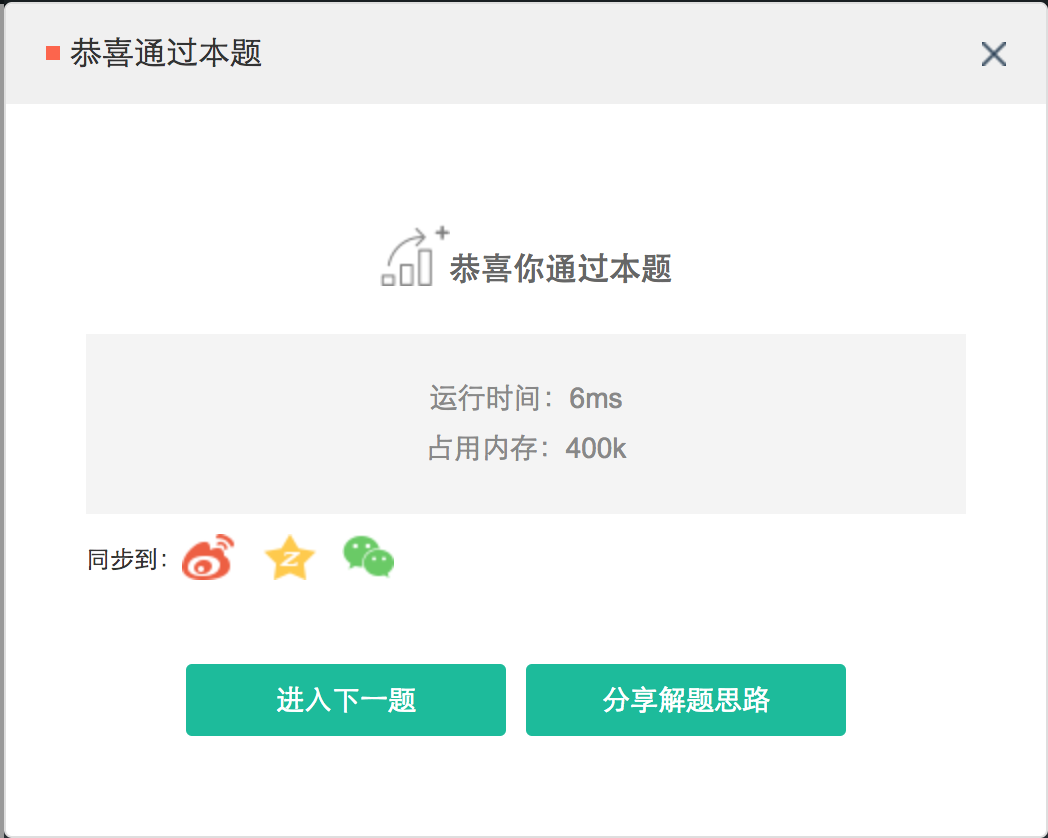 恭喜通过本题
恭喜你通过本题
运行时间：6ms
占用内存：400k
同步到：
进入下一题
分享解题思路